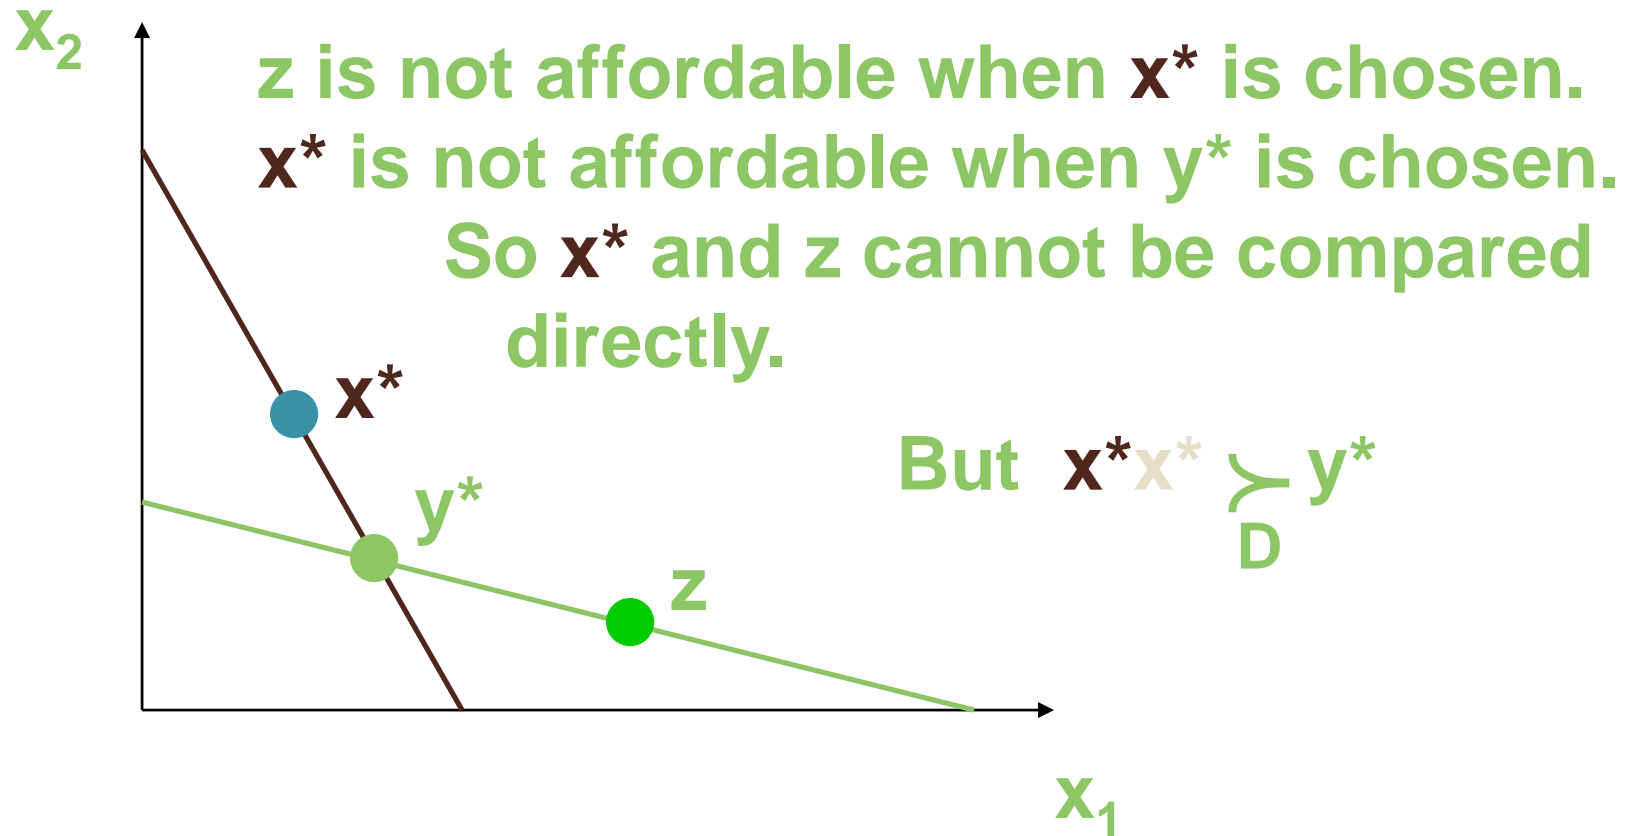 x₂
z is not affordable when x* is chosen.
x* is not affordable when y* is chosen.
So x* and z cannot be compared
directly.
x*
But x*x* ≻ y*
D
y*
z
x₁